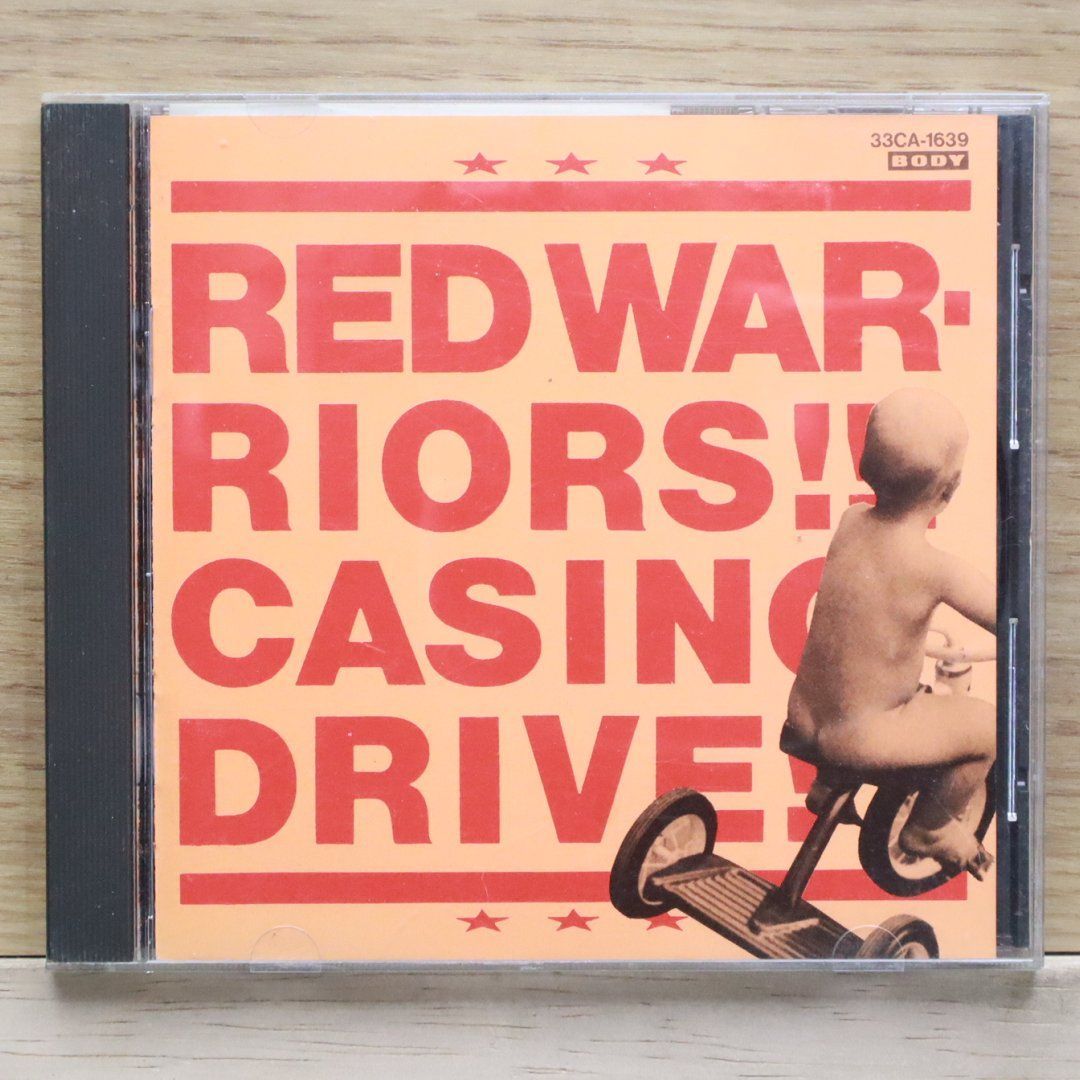 33CA-1639
BODY
RED WAR-
RIORS!!
CASINO
DRIVE!